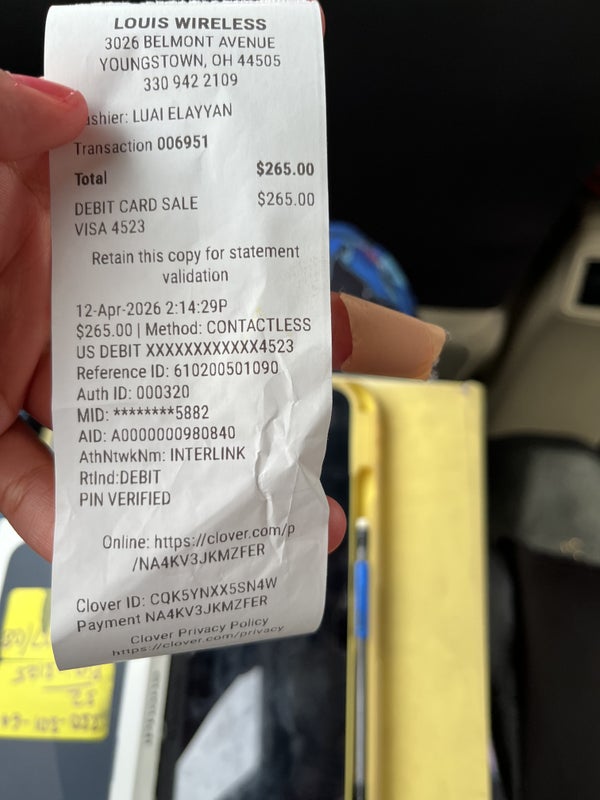 LOUIS WIRELESS
3026 BELMONT AVENUE
YOUNGSTOWN, OH 44505
330 942 2109
ashier: LUAI ELAYYAN
Transaction 006951
Total $265.00
DEBIT CARD SALE $265.00
VISA 4523
Retain this copy for statement
validation
12-Apr-2026 2:14:29P
$265.00 | Method: CONTACTLESS
US DEBIT XXXXXXXXXXXX4523
Reference ID: 610200501090
Auth ID: 000320
MID: ********5882
AID: A0000000980840
AthNtwkNm: INTERLINK
RtInd:DEBIT
PIN VERIFIED
Online: https://clover.com/p
/NA4KV3JKMZFER
Clover ID: CQK5YNXX5SN4W
Payment NA4KV3JKMZFER
Clover Privacy Policy
https://clover.com/privacy